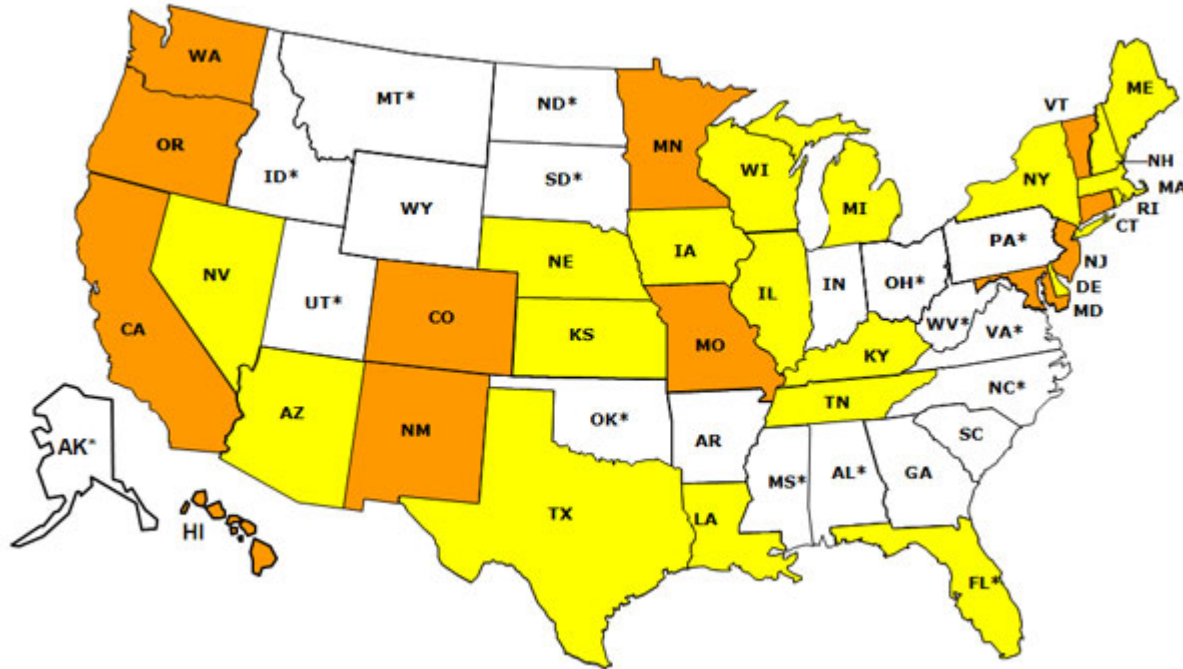 WA
MT*
ND*
MN
VT
ME
OR
ID*
SD*
WI
NY
NH
MA
WY
MI
RI
CT
PA*
NV
NE
IA
NJ
IL
IN
OH*
DE
UT*
CO
MD
CA
KS
MO
WV*
VA*
KY
AZ
NM
OK*
TN
NC*
AR
SC
AK*
MS*
AL*
GA
HI
TX
LA
FL*